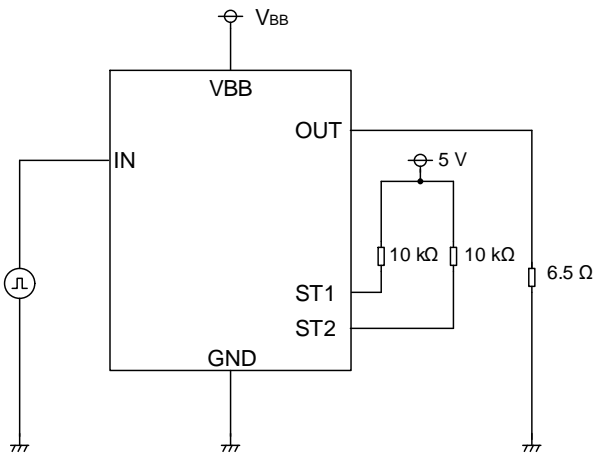 VBB
VBB
OUT
IN
5 V
10 kΩ 10 kΩ
6.5 Ω
ST1
ST2
GND